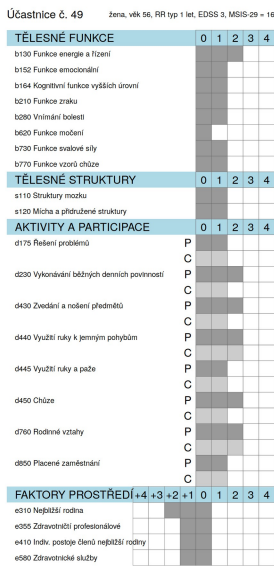 Účastnice č. 49 žena, věk 56, RR typ 1 let, EDSS 3, MSIS-29 = 16
TĚLESNÉ FUNKCE 0 1 2 3 4
b130 Funkce energie a řízení
b152 Funkce emocionální
b164 Kognitivní funkce vyšších úrovní
b210 Funkce zraku
b280 Vnímání bolesti
b620 Funkce močení
b730 Funkce svalové síly
b770 Funkce vzorů chůze
TĚLESNÉ STRUKTURY 0 1 2 3 4
s110 Struktury mozku
s120 Mícha a přidružené struktury
AKTIVITY A PARTICIPACE 0 1 2 3 4
d175 Řešení problémů P
C
d230 Vykonávání běžných denních povinností P
C
d430 Zvedání a nošení předmětů P
C
d440 Využití ruky k jemným pohybům P
C
d445 Využití ruky a paže P
C
d450 Chůze P
C
d760 Rodinné vztahy P
C
d850 Placené zaměstnání P
C
FAKTORY PROSTŘEDÍ +4 +3 +2 +1 0 1 2 3 4
e310 Nejbližší rodina
e355 Zdravotničtí profesionálové
e410 Indiv. postoje členů nejbližší rodiny
e580 Zdravotnické služby